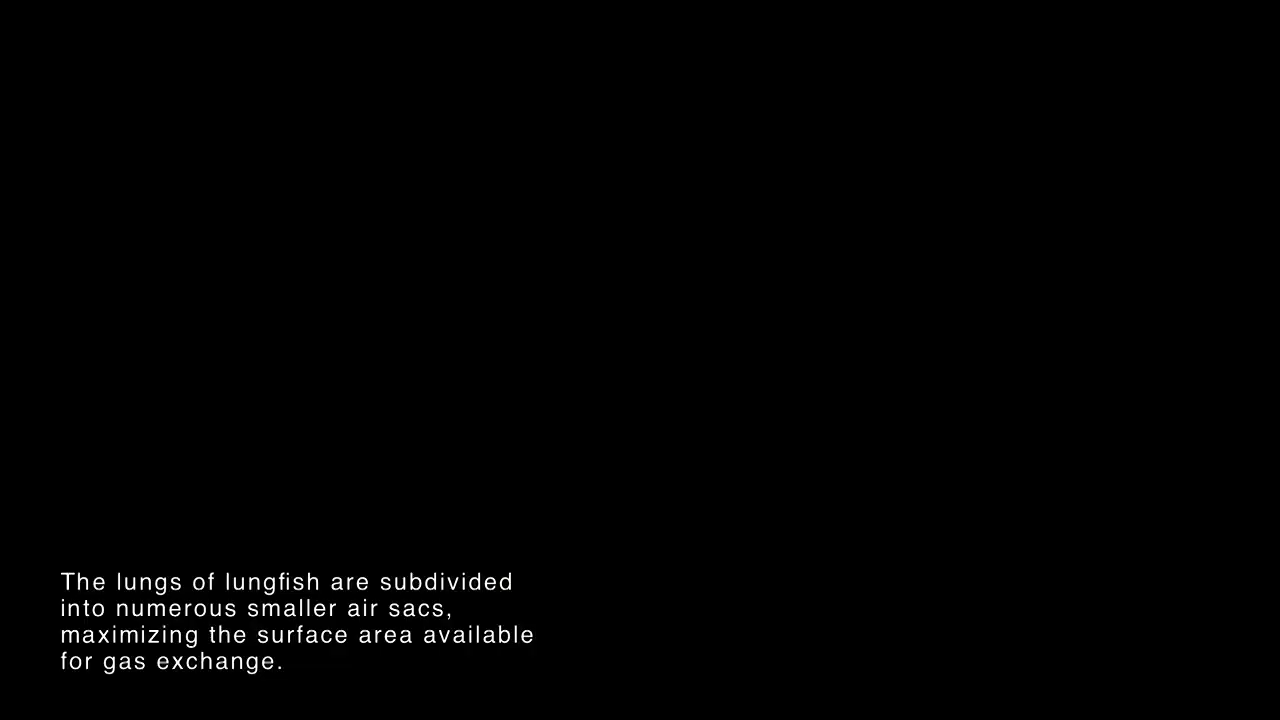 The lungs of lungfish are subdivided
into numerous smaller air sacs,
maximizing the surface area available
for gas exchange.